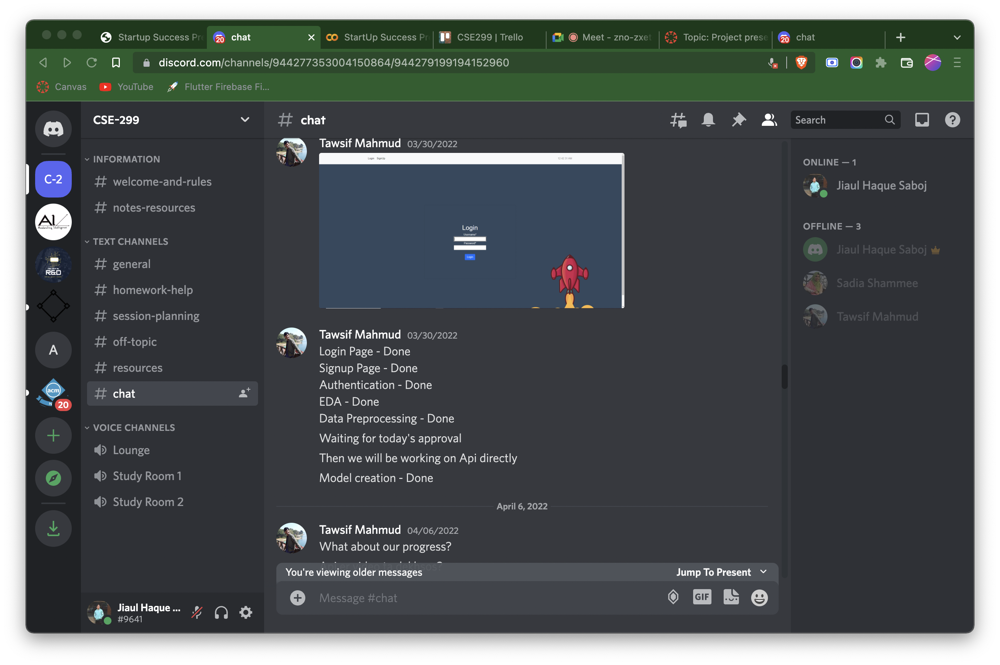 Startup Success Pre
20 chat
StartUp Success Pr
CSE299 | Trello
Meet - zno-zxet
Topic: Project prese
20 chat
discord.com/channels/944277353004150864/944279199194152960
Canvas
YouTube
Flutter Firebase Fi...
CSE-299
chat
Search
C-2
AI
Accelerating Intelligence
R&D
A
acm
N
20
INFORMATION
welcome-and-rules
notes-resources
TEXT CHANNELS
general
homework-help
session-planning
off-topic
resources
chat
VOICE CHANNELS
Lounge
Study Room 1
Study Room 2
Jiaul Haque ...
#9641
Tawsif Mahmud 03/30/2022
Login SignUp
12:42:31 AM
Login
Username*
Password*
Login
Tawsif Mahmud 03/30/2022
Login Page - Done
Signup Page - Done
Authentication - Done
EDA - Done
Data Preprocessing - Done
Waiting for today's approval
Then we will be working on Api directly
Model creation - Done
April 6, 2022
Tawsif Mahmud 04/06/2022
What about our progress?
Api er video ta dekhsos?
You're viewing older messages
Jump To Present
Message #chat
GIF
ONLINE — 1
Jiaul Haque Saboj
OFFLINE — 3
Jiaul Haque Saboj
Sadia Shammee
Tawsif Mahmud